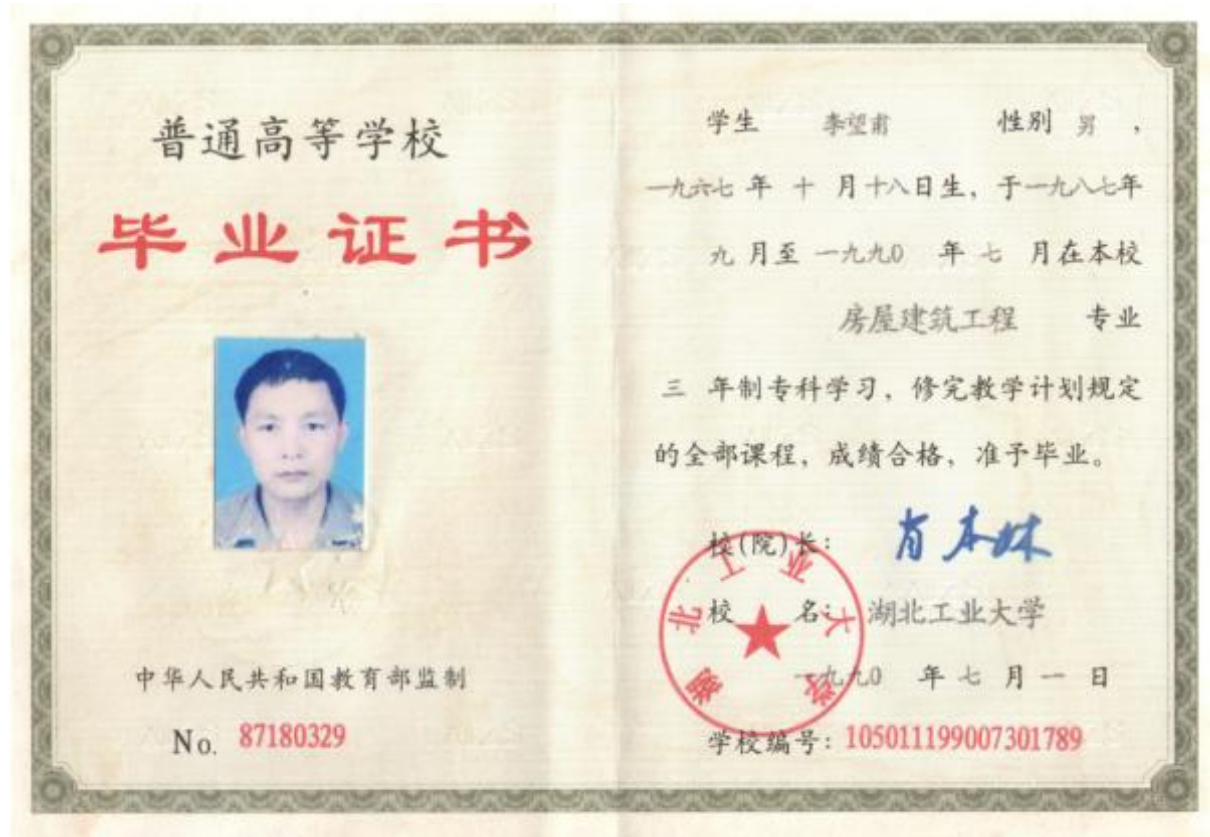 普通高等学校
毕业证书
中华人民共和国教育部监制
No. 87180329
学生 李望甫 性别 男 ，
一九六七 年 十 月十八日生，于一九八七年
九 月至 一九九0 年 七 月在本校
房屋建筑工程 专业
三 年制专科学习，修完教学计划规定
的全部课程，成绩合格，准予毕业。
校(院)长：
校 名： 湖北工业大学
一九九0 年 七 月 一 日
学校编号：105011199007301789
湖北工业大学